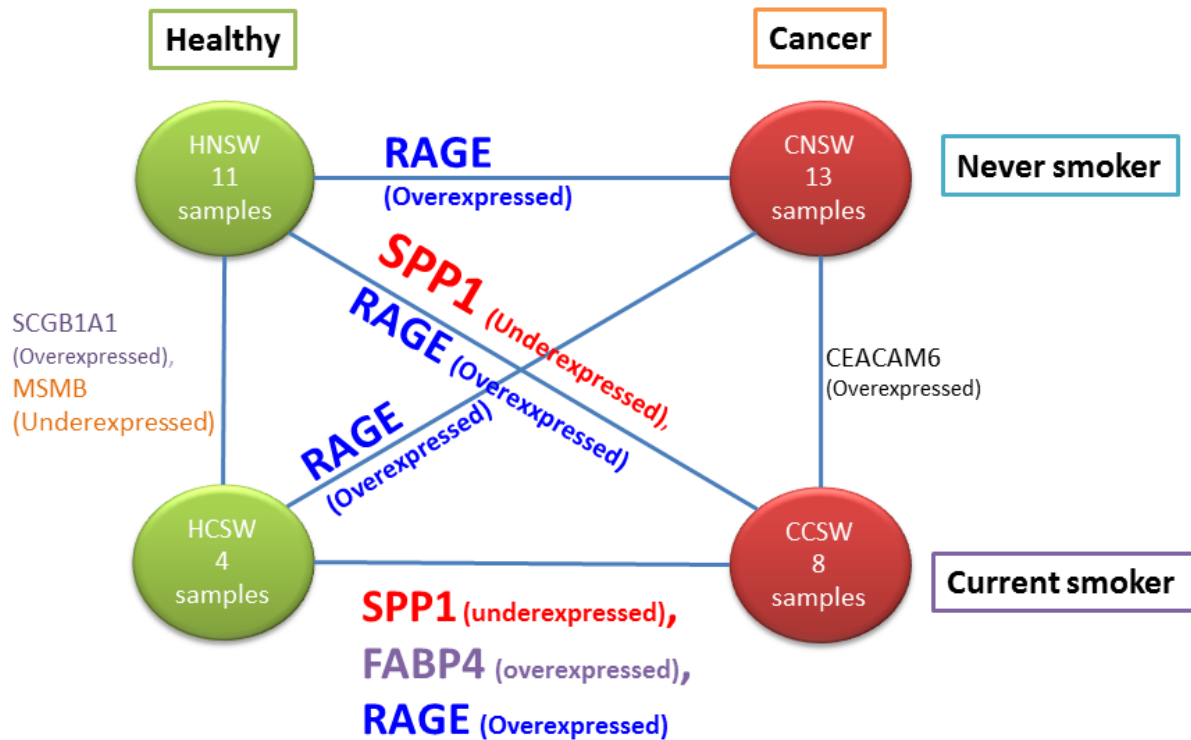 Healthy
Cancer
HNSW
11
samples
RAGE
(Overexpressed)
CNSW
13
samples
Never smoker
SPP1 (Underexpressed),
RAGE (Overexxpressed)
SCGB1A1
(Overexpressed),
MSMB
(Underexpressed)
CEACAM6
(Overexpressed)
RAGE
(Overexpressed)
HCSW
4
samples
CCSW
8
samples
Current smoker
SPP1 (underexpressed),
FABP4 (overexpressed),
RAGE (Overexpressed)